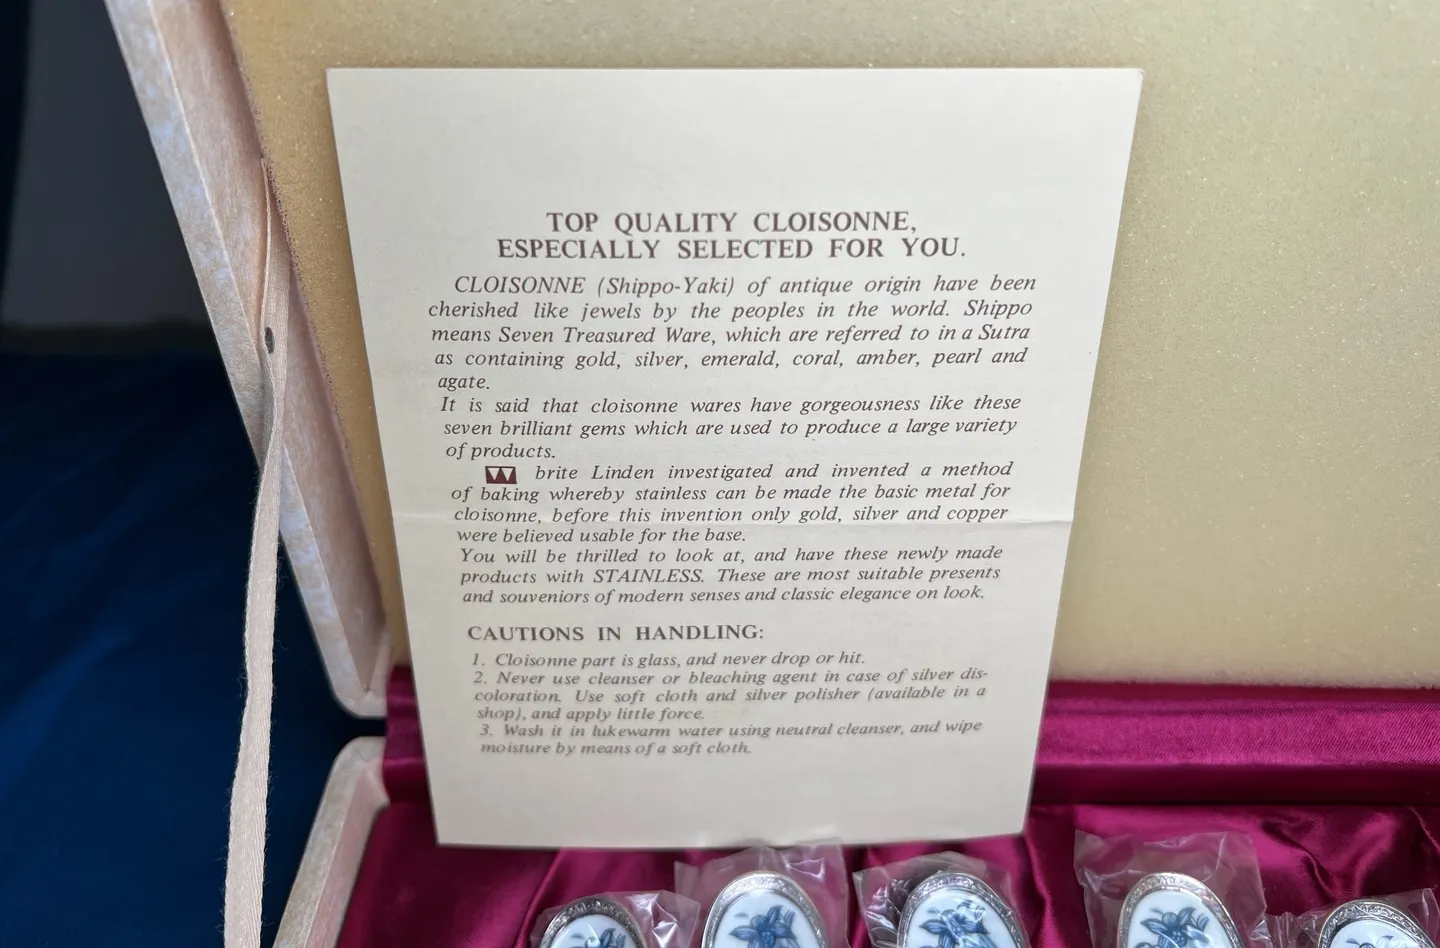 TOP QUALITY CLOISONNE,
ESPECIALLY SELECTED FOR YOU.
CLOISONNE (Shippo-Yaki) of antique origin have been
cherished like jewels by the peoples in the world. Shippo
means Seven Treasured Ware, which are referred to in a Sutra
as containing gold, silver, emerald, coral, amber, pearl and
agate.
It is said that cloisonne wares have gorgeousness like these
seven brilliant gems which are used to produce a large variety
of products.
brite Linden investigated and invented a method
of baking whereby stainless can be made the basic metal for
cloisonne, before this invention only gold, silver and copper
were believed usable for the base.
You will be thrilled to look at, and have these newly made
products with STAINLESS. These are most suitable presents
and souveniors of modern senses and classic elegance on look.
CAUTIONS IN HANDLING:
1. Cloisonne part is glass, and never drop or hit.
2. Never use cleanser or bleaching agent in case of silver dis-
coloration. Use soft cloth and silver polisher (available in a
shop), and apply little force.
3. Wash it in lukewarm water using neutral cleanser, and wipe
moisture by means of a soft cloth.